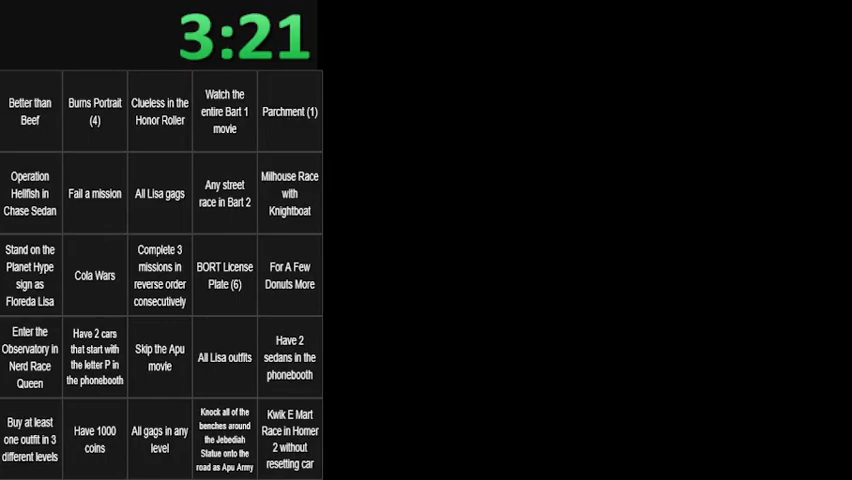 3:21
Better than
Beef
Burns Portrait
(4)
Clueless in the
Honor Roller
Watch the
entire Bart 1
movie
Parchment (1)
Operation
Hellfish in
Chase Sedan
Fail a mission
All Lisa gags
Any street
race in Bart 2
Milhouse Race
with
Knightboat
Stand on the
Planet Hype
sign as
Floreda Lisa
Cola Wars
Complete 3
missions in
reverse order
consecutively
BORT License
Plate (6)
For A Few
Donuts More
Enter the
Observatory in
Nerd Race
Queen
Have 2 cars
that start with
the letter P in
the phonebooth
Skip the Apu
movie
All Lisa outfits
Have 2
sedans in the
phonebooth
Buy at least
one outfit in 3
different levels
Have 1000
coins
All gags in any
level
Knock all of the
benches around
the Jebediah
Statue onto the
road as Apu Army
Kwik E Mart
Race in Homer
2 without
resetting car